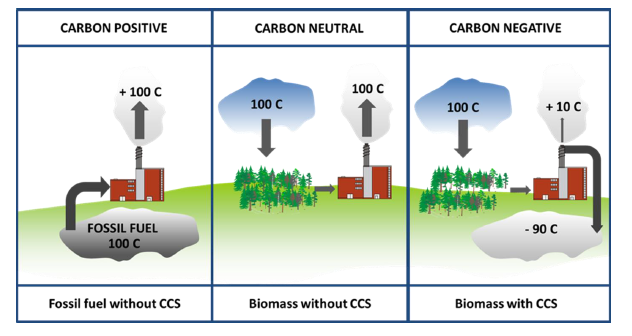 CARBON POSITIVE
CARBON NEUTRAL
CARBON NEGATIVE
+ 100 C
FOSSIL FUEL
100 C
100 C
100 C
100 C
+ 10 C
- 90 C
Fossil fuel without CCS
Biomass without CCS
Biomass with CCS